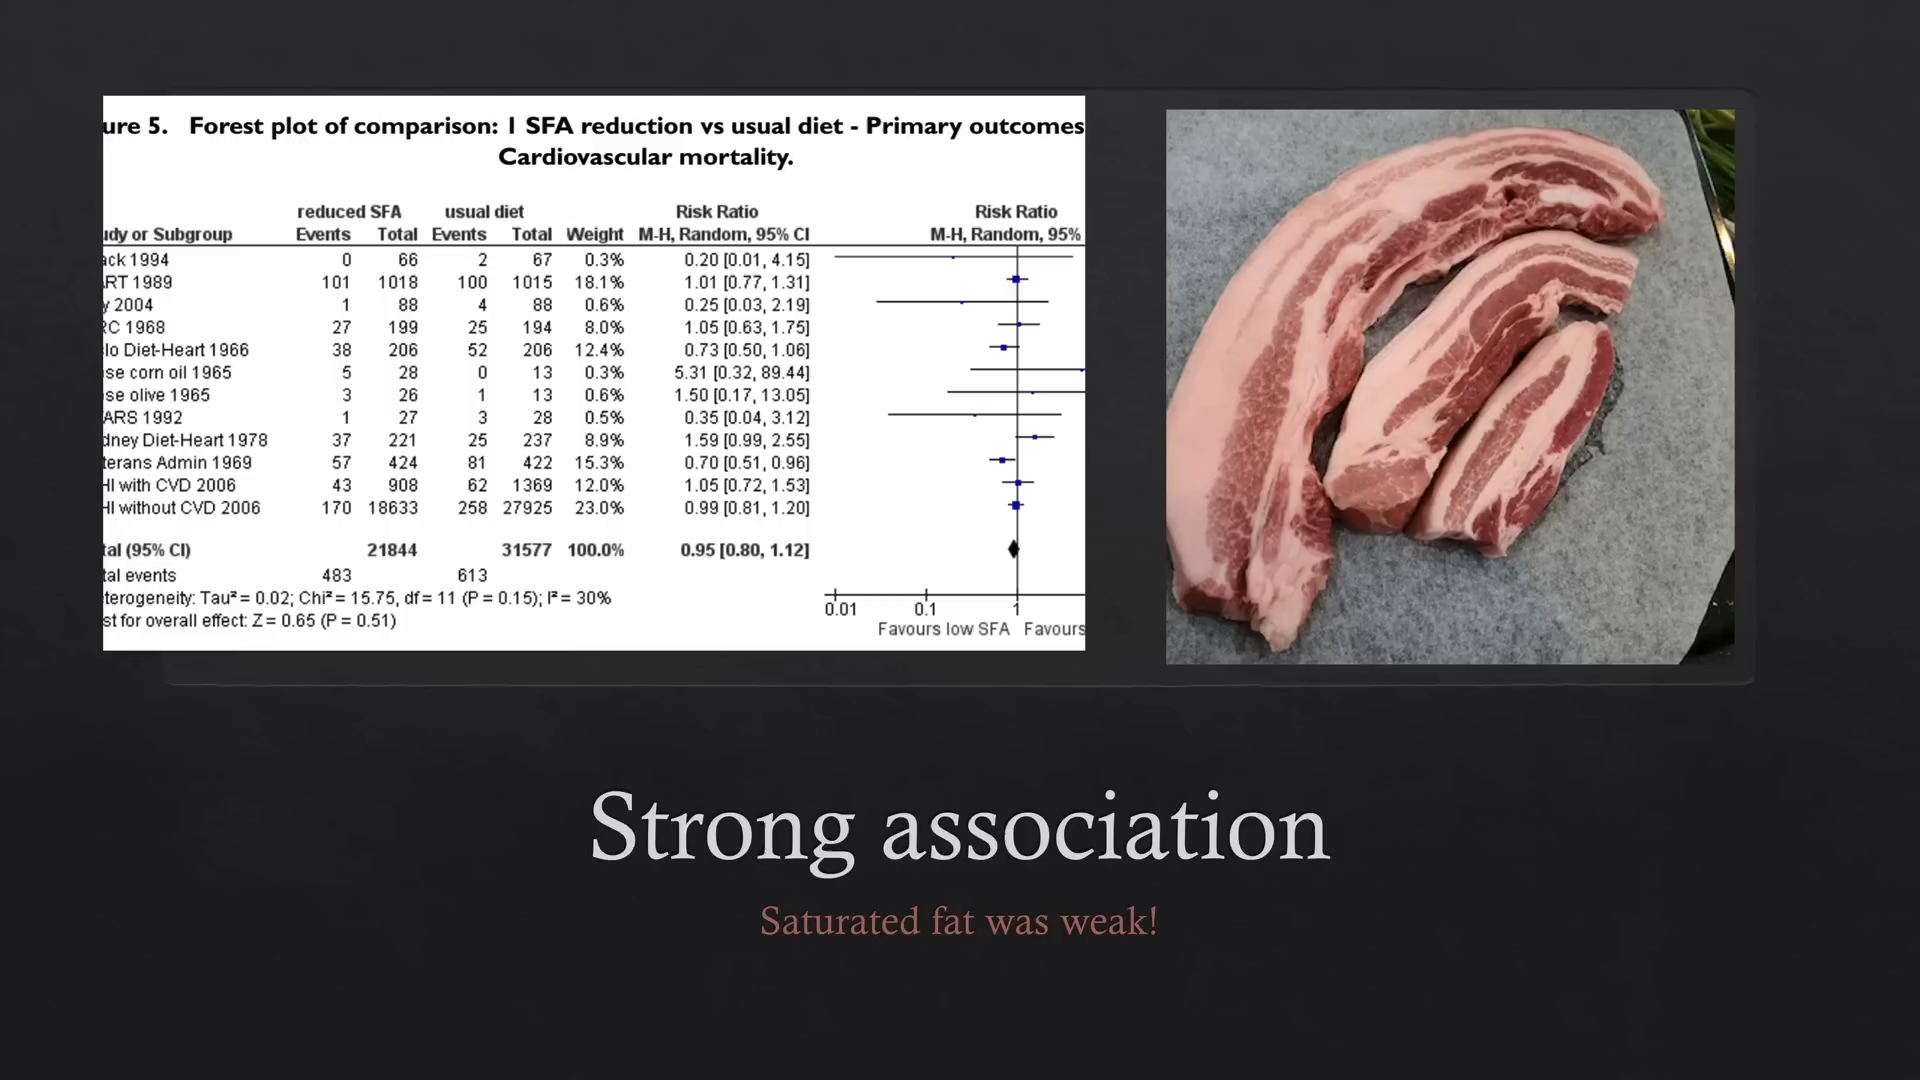 ure 5. Forest plot of comparison: 1 SFA reduction vs usual diet - Primary outcomes
Cardiovascular mortality.
reduced SFA usual diet Risk Ratio Risk Ratio
udy or Subgroup Events Total Events Total Weight M-H, Random, 95% CI M-H, Random, 95%
ack 1994 0 66 2 67 0.3% 0.20 [0.01, 4.15]
RT 1989 101 1018 100 1015 18.1% 1.01 [0.77, 1.31]
y 2004 1 88 4 88 0.6% 0.25 [0.03, 2.19]
RC 1968 27 199 25 194 8.0% 1.05 [0.63, 1.75]
lo Diet-Heart 1966 38 206 52 206 12.4% 0.73 [0.50, 1.06]
se corn oil 1965 5 28 0 13 0.3% 5.31 [0.32, 89.44]
se olive 1965 3 26 1 13 0.6% 1.50 [0.17, 13.05]
ARS 1992 1 27 3 28 0.5% 0.35 [0.04, 3.12]
dney Diet-Heart 1978 37 221 25 237 8.9% 1.59 [0.99, 2.55]
terans Admin 1969 57 424 81 422 15.3% 0.70 [0.51, 0.96]
HI with CVD 2006 43 908 62 1369 12.0% 1.05 [0.72, 1.53]
HI without CVD 2006 170 18633 258 27925 23.0% 0.99 [0.81, 1.20]
tal (95% CI) 21844 31577 100.0% 0.95 [0.80, 1.12]
tal events 483 613
terogeneity: Tau² = 0.02; Chi² = 15.75, df = 11 (P = 0.15); I² = 30%
st for overall effect: Z = 0.65 (P = 0.51)
0.01 0.1 1
Favours low SFA Favours
Strong association
Saturated fat was weak!